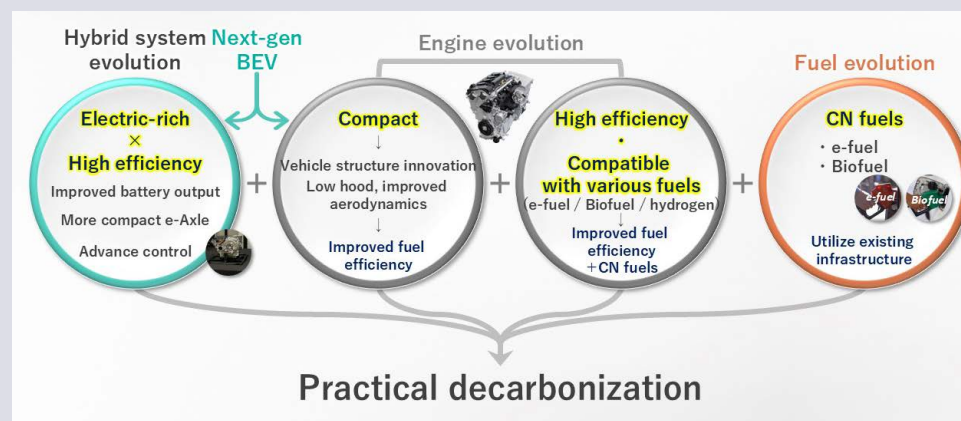 Hybrid system
evolution
Next-gen
BEV
Engine evolution
Fuel evolution
Electric-rich
×
High efficiency
Improved battery output
More compact e-Axle
Advance control
+
Compact
↓
Vehicle structure innovation
Low hood, improved
aerodynamics
↓
Improved fuel
efficiency
+
High efficiency
・
Compatible
with various fuels
(e-fuel / Biofuel / hydrogen)
↓
Improved fuel
efficiency
+CN fuels
+
CN fuels
・e-fuel
・Biofuel
e-fuel
Biofuel
Utilize existing
infrastructure
Practical decarbonization